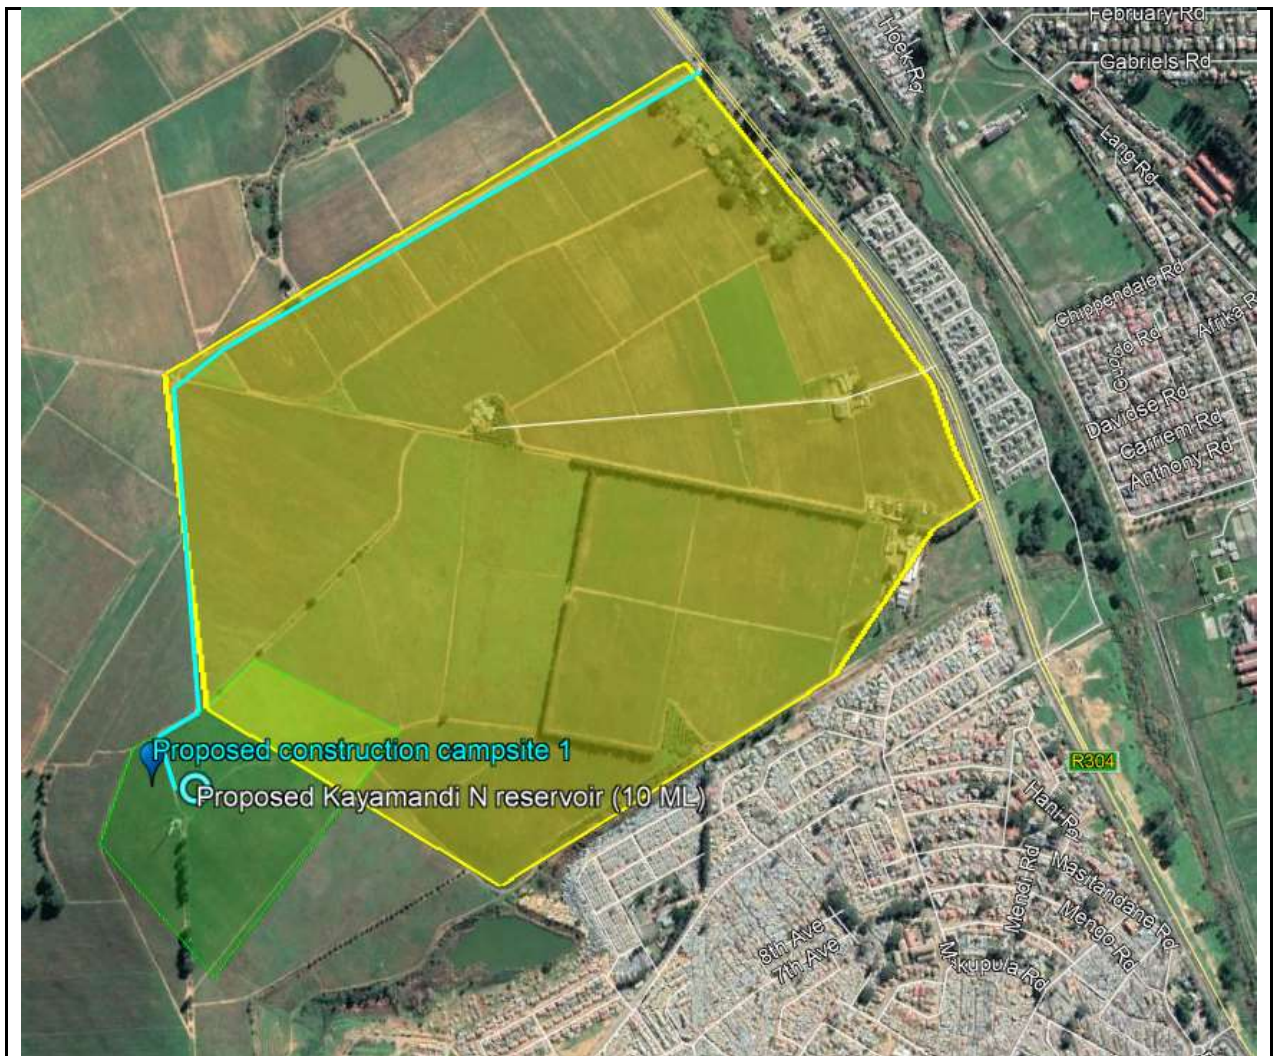 February Rd
Gabriels Rd
Hoek Rd
Lang Rd
Chippendale Rd
Afrika R
Guqqo Rd
Davidse Rd
Carriem Rd
Anthony Rd
Proposed construction campsite 1
Proposed Kayamandi N reservoir (10 ML)
R304
Hani Rd
Masitandane Rd
Mendi Rd
Mengo Rd
8th Ave
7th Ave
Makupula Rd